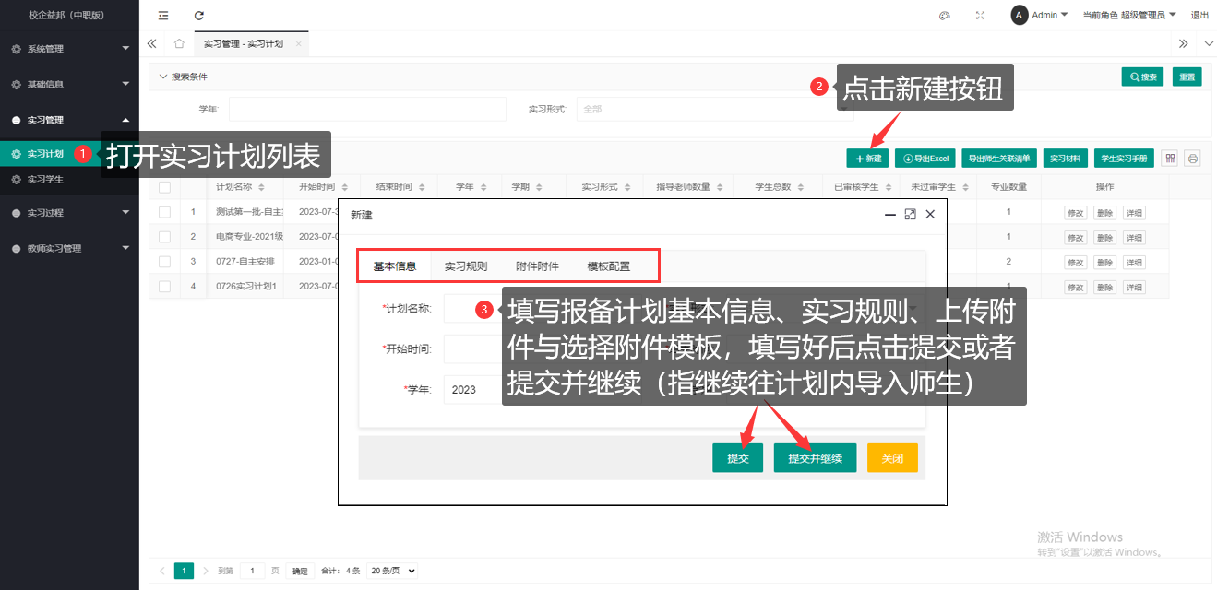 校企益邦（中职版）
Admin
当前角色 超级管理员
退出
系统管理
基础信息
实习管理
实习计划
实习学生
实习过程
教师实习管理
实习管理 - 实习计划
搜索条件
搜索
重置
学年:
实习形式:
全部
1 打开实习计划列表
2 点击新建按钮
新建
导出Excel
导出师生关联清单
实习材料
学生实习手册
计划名称 开始时间 结束时间 学年 学期 实习形式 指导老师数量 学生总数 已审核学生 未过审学生 专业数量 操作
1 测试第一批-自主 2023-07-3 1 修改 删除 详细
2 电商专业-2021级 2023-07-0 1 修改 删除 详细
3 0727-自主安排 2023-01-0 2 修改 删除 详细
4 0726实习计划1 2023-07-0 1 修改 删除 详细
新建
基本信息 实习规则 附件附件 模板配置
*计划名称:
*开始时间:
*学年: 2023
3 填写报备计划基本信息、实习规则、上传附
件与选择附件模板，填写好后点击提交或者
提交并继续（指继续往计划内导入师生）
提交 提交并继续 关闭
激活 Windows
转到"设置"以激活 Windows。
1 到第 1 页 确定 合计: 4 条 20 条/页